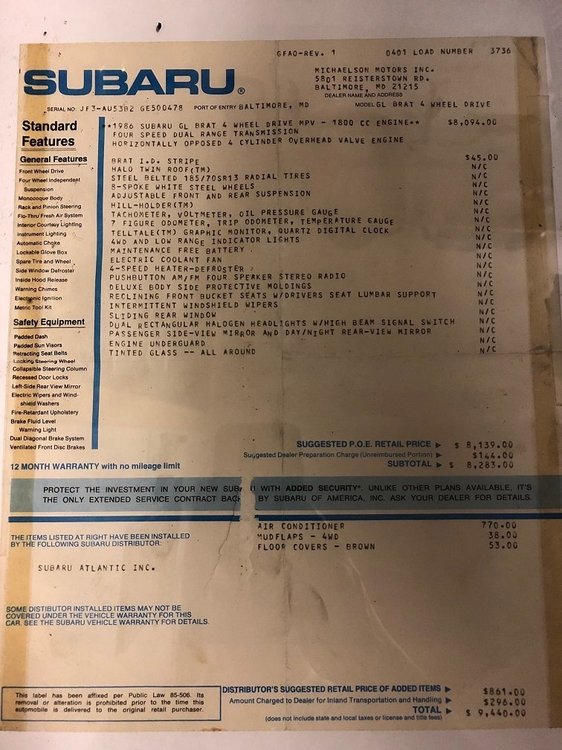 GFAO-REV. 1 0401 LOAD NUMBER 3736
SUBARU®
MICHAELSON MOTORS INC.
5801 REISTERSTOWN RD.
BALTIMORE, MD 21215
DEALER NAME AND ADDRESS
SERIAL NO: JF3-AU53B2 GE500478 PORT OF ENTRY BALTIMORE, MD MODEL GL BRAT 4 WHEEL DRIVE
Standard
Features
General Features
Front Wheel Drive
Four Wheel Independent
Suspension
Monocoque Body
Rack and Pinion Steering
Flo-Thru Fresh Air System
Interior Courtesy Lighting
Instrument Lighting
Automatic Choke
Lockable Glove Box
Spare Tire and Wheel
Side Window Defroster
Inside Hood Release
Warning Chimes
Electronic Ignition
Metric Tool Kit
Safety Equipment
Padded Dash
Padded Sun Visors
Retracting Seat Belts
Locking Steering Wheel
Collapsible Steering Column
Recessed Door Locks
Left-Side Rear View Mirror
Electric Wipers and Wind-
shield Washers
Fire-Retardant Upholstery
Brake Fluid Level
Warning Light
Dual Diagonal Brake System
Ventilated Front Disc Brakes
**1986 SUBARU GL BRAT 4 WHEEL DRIVE MPV - 1800 CC ENGINE** $8,094.00
FOUR SPEED DUAL RANGE TRANSMISSION
HORIZONTALLY OPPOSED 4 CYLINDER OVERHEAD VALVE ENGINE
BRAT I.D. STRIPE $45.00
HALO TWIN ROOF(TM) N/C
STEEL BELTED 185/70SR13 RADIAL TIRES N/C
8-SPOKE WHITE STEEL WHEELS N/C
ADJUSTABLE FRONT AND REAR SUSPENSION N/C
HILL-HOLDER(TM) N/C
TACHOMETER, VOLTMETER, OIL PRESSURE GAUGE N/C
7 FIGURE ODOMETER, TRIP ODOMETER, TEMPERATURE GAUGE N/C
TELLTALE(TM) GRAPHIC MONITOR, QUARTZ DIGITAL CLOCK N/C
4WD AND LOW RANGE INDICATOR LIGHTS N/C
MAINTENANCE FREE BATTERY N/C
ELECTRIC COOLANT FAN N/C
4-SPEED HEATER-DEFROSTER N/C
PUSHBUTTON AM/FM FOUR SPEAKER STEREO RADIO N/C
DELUXE BODY SIDE PROTECTIVE MOLDINGS N/C
RECLINING FRONT BUCKET SEATS W/DRIVERS SEAT LUMBAR SUPPORT N/C
INTERMITTENT WINDSHIELD WIPERS N/C
SLIDING REAR WINDOW N/C
DUAL RECTANGULAR HALOGEN HEADLIGHTS W/HIGH BEAM SIGNAL SWITCH N/C
PASSENGER SIDE-VIEW MIRROR AND DAY/NIGHT REAR-VIEW MIRROR N/C
ENGINE UNDERGUARD N/C
TINTED GLASS -- ALL AROUND N/C
SUGGESTED P.O.E. RETAIL PRICE $ 8,139.00
Suggested Dealer Preparation Charge (Unreimbursed Portion) $144.00
SUBTOTAL $ 8,283.00
12 MONTH WARRANTY with no mileage limit
PROTECT THE INVESTMENT IN YOUR NEW SUBARU WITH ADDED SECURITY*. UNLIKE OTHER PLANS AVAILABLE, IT'S
THE ONLY EXTENDED SERVICE CONTRACT BACKED BY SUBARU OF AMERICA, INC. ASK YOUR DEALER FOR DETAILS.
THE ITEMS LISTED AT RIGHT HAVE BEEN INSTALLED
BY THE FOLLOWING SUBARU DISTRIBUTOR:
AIR CONDITIONER 770.00
MUDFLAPS - 4WD 38.00
FLOOR COVERS - BROWN 53.00
SUBARU ATLANTIC INC.
SOME DISTIBUTOR INSTALLED ITEMS MAY NOT BE
COVERED UNDER THE VEHICLE WARRANTY FOR THIS
CAR. SEE THE SUBARU VEHICLE WARRANTY FOR DETAILS.
This label has been affixed per Public Law 85-506. Its
removal or alteration is prohibited prior to the time this
automobile is delivered to the original retail purchaser.
DISTRIBUTOR'S SUGGESTED RETAIL PRICE OF ADDED ITEMS $861.00
Amount Charged to Dealer for Inland Transportation and Handling $296.00
TOTAL $ 9,440.00
(does not include state and local taxes or license and title fees)